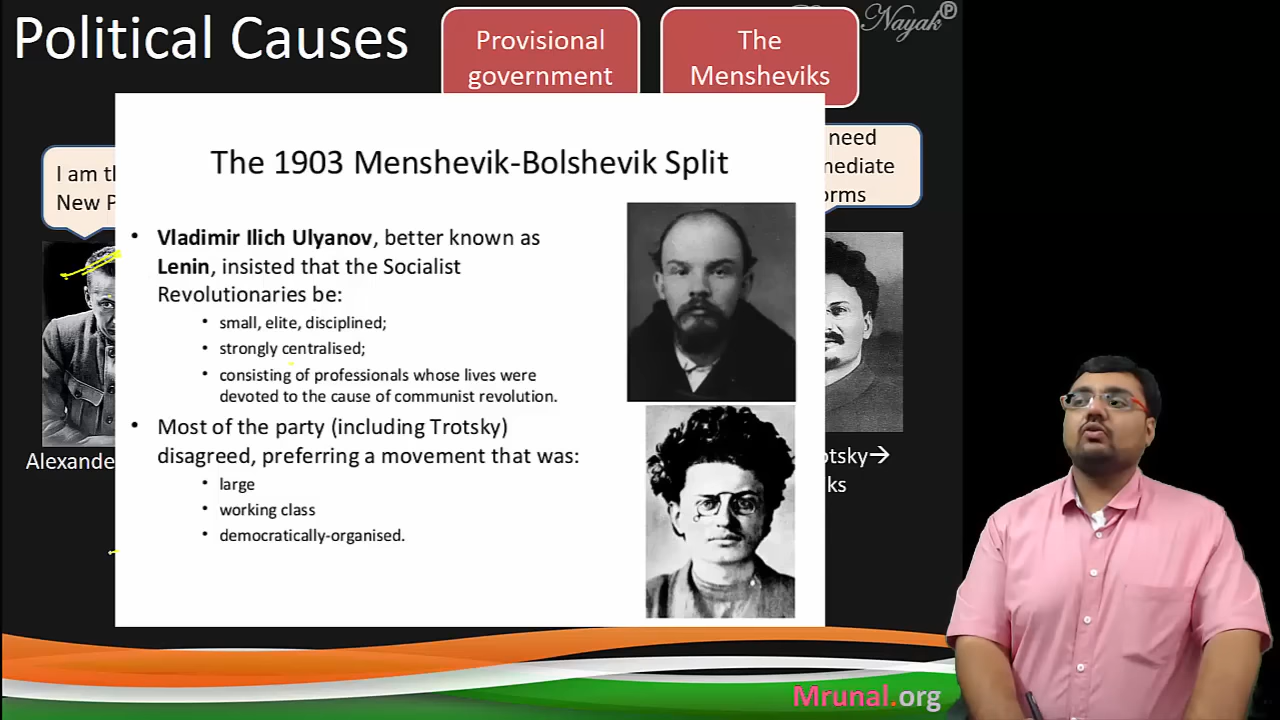 Political Causes
Provisional
government
The
Mensheviks
Nayak
The 1903 Menshevik-Bolshevik Split
I am
New
need
orms
• Vladimir Ilich Ulyanov, better known as
Lenin, insisted that the Socialist
Revolutionaries be:
• small, elite, disciplined;
• strongly centralised;
• consisting of professionals whose lives were
devoted to the cause of communist revolution.
• Most of the party (including Trotsky)
disagreed, preferring a movement that was:
• large
• working class
• democratically-organised.
Alexande
otsky→
ks
Mrunal.org